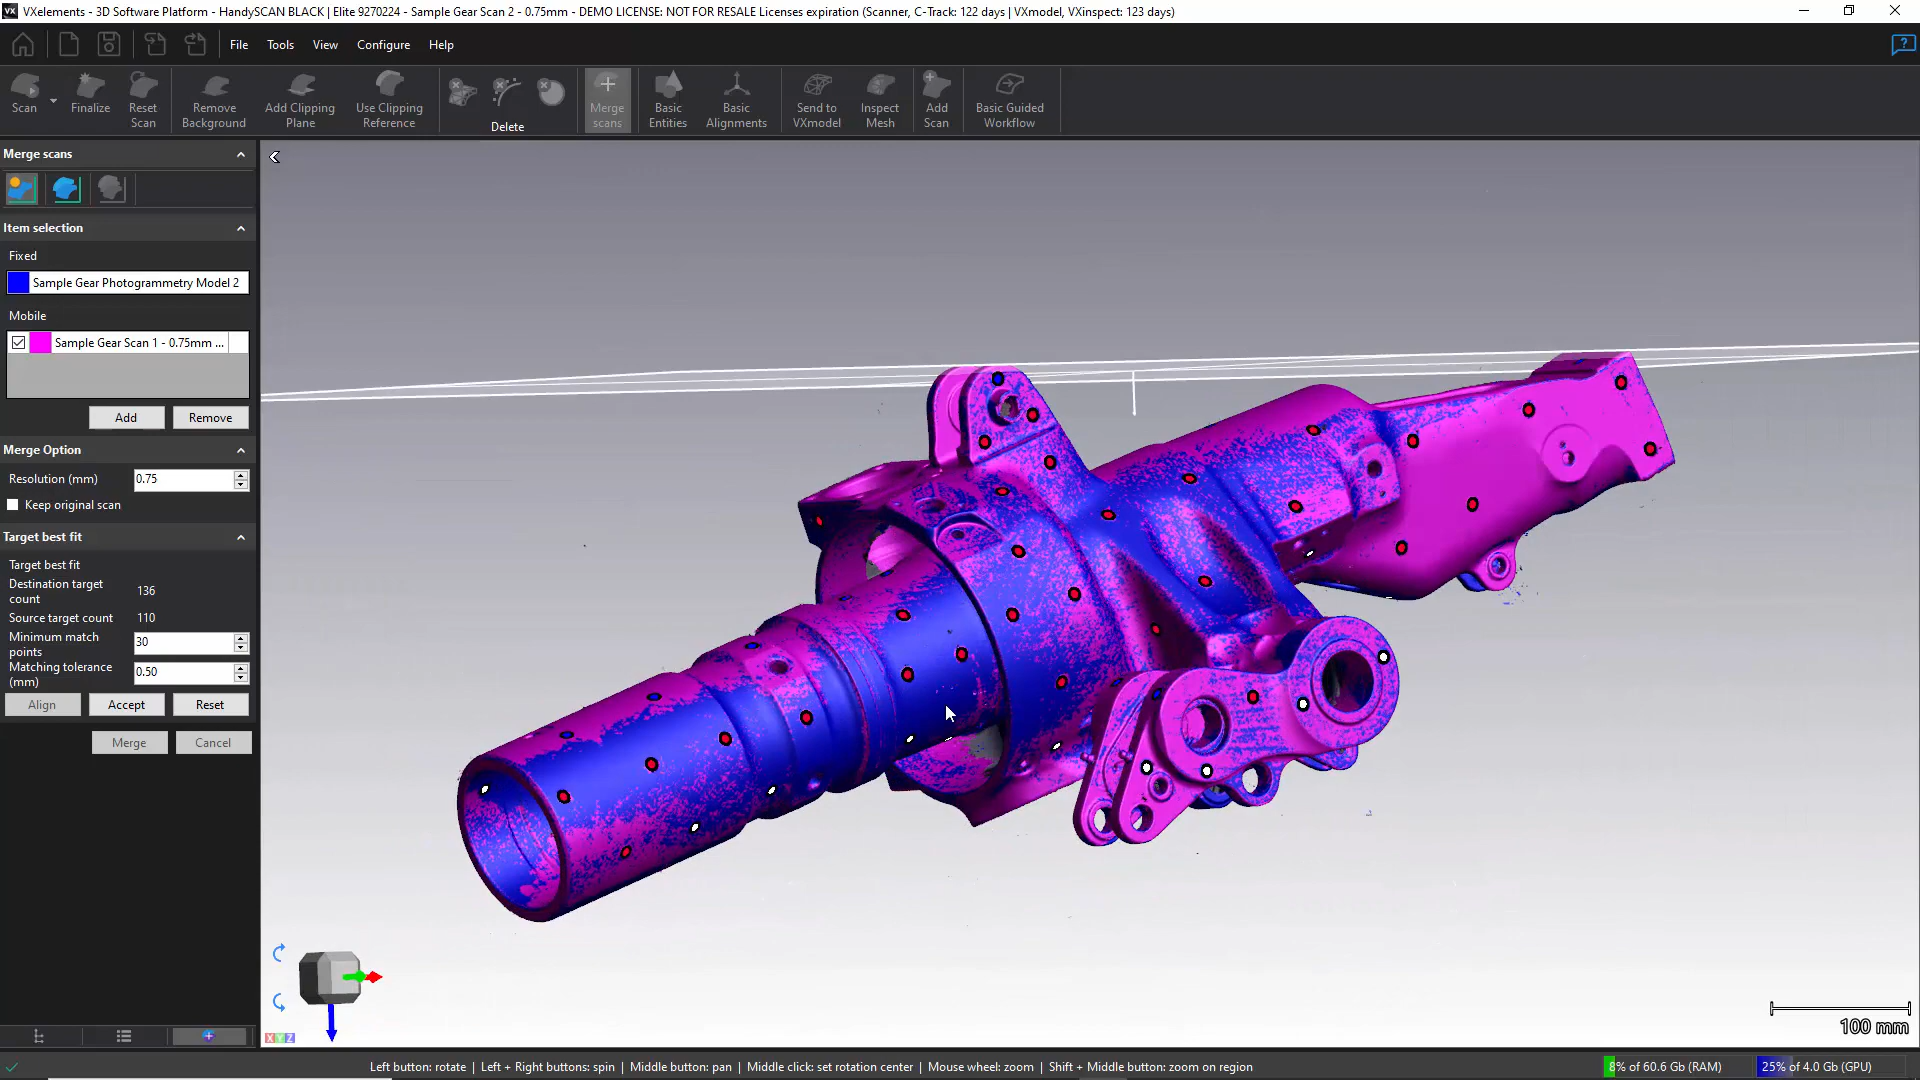 VX VXelements - 3D Software Platform - HandySCAN BLACK | Elite 9270224 - Sample Gear Scan 2 - 0.75mm - DEMO LICENSE: NOT FOR RESALE Licenses expiration (Scanner, C-Track: 122 days | VXmodel, VXinspect: 123 days)
File Tools View Configure Help
Scan
Finalize
Reset
Scan
Remove
Background
Add Clipping
Plane
Use Clipping
Reference
Delete
Merge
scans
Basic
Entities
Basic
Alignments
Send to
VXmodel
Inspect
Mesh
Add
Scan
Basic Guided
Workflow
Merge scans
Item selection
Fixed
Sample Gear Photogrammetry Model 2
Mobile
Sample Gear Scan 1 - 0.75mm ...
Add Remove
Merge Option
Resolution (mm) 0.75
Keep original scan
Target best fit
Target best fit
Destination target
count 136
Source target count 110
Minimum match
points 30
Matching tolerance
(mm) 0.50
Align Accept Reset
Merge Cancel
XYZ
100 mm
Left button: rotate | Left + Right buttons: spin | Middle button: pan | Middle click: set rotation center | Mouse wheel: zoom | Shift + Middle button: zoom on region
8% of 60.6 Gb (RAM)
25% of 4.0 Gb (GPU)